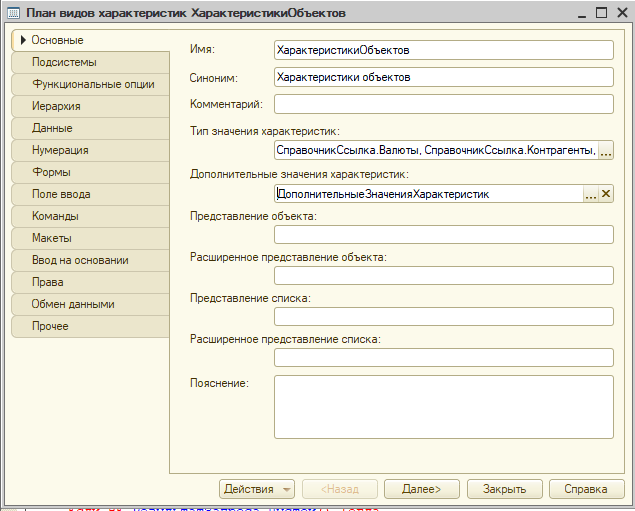 План видов характеристик ХарактеристикиОбъектов
Основные
Подсистемы
Функциональные опции
Иерархия
Данные
Нумерация
Формы
Поле ввода
Команды
Макеты
Ввод на основании
Права
Обмен данными
Прочее
Имя: ХарактеристикиОбъектов
Синоним: Характеристики объектов
Комментарий:
Тип значения характеристик:
СправочникСсылка.Валюты, СправочникСсылка.Контрагенты, ...
Дополнительные значения характеристик:
ДополнительныеЗначенияХарактеристик ... ×
Представление объекта:
Расширенное представление объекта:
Представление списка:
Расширенное представление списка:
Пояснение:
Действия <Назад Далее> Закрыть Справка